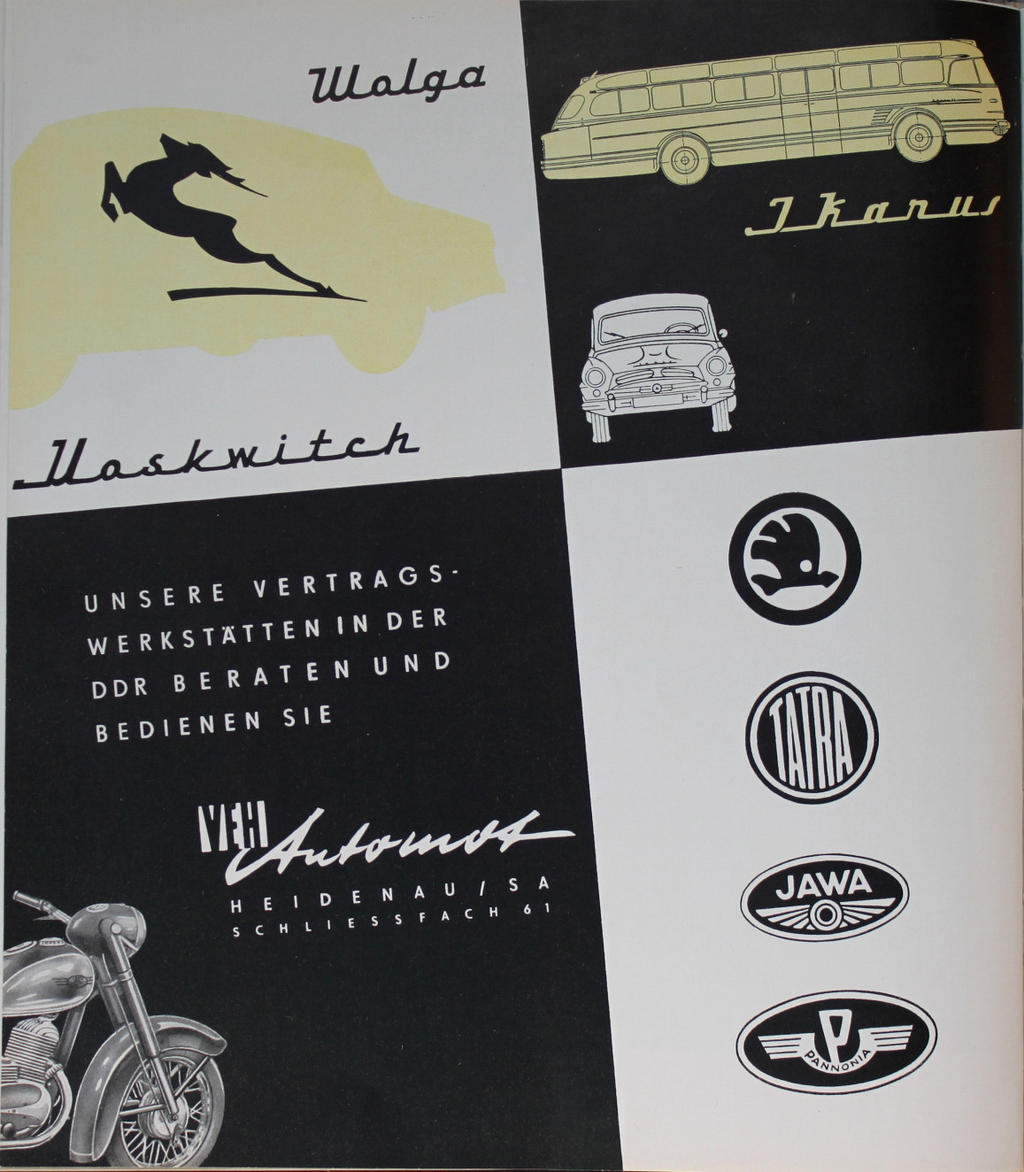 Wolga
Ikarus
Moskwitch
UNSERE VERTRAGS-
WERKSTÄTTEN IN DER
DDR BERATEN UND
BEDIENEN SIE
VEH Automot
HEIDENAU / SA
SCHLIESSFACH 61
TATRA
JAWA
P
PANNONIA